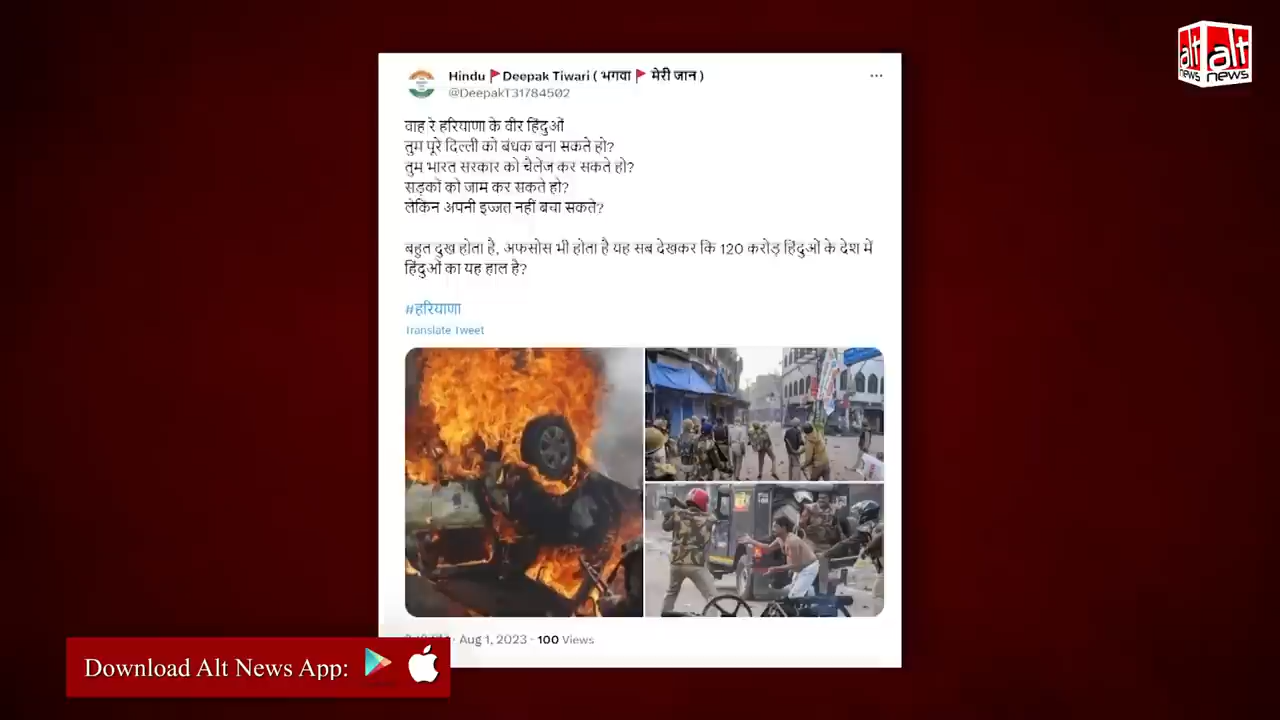 alt news
alt news
Hindu 🚩Deepak Tiwari ( भगवा 🚩 मेरी जान )
@DeepakT31784502
वाह रे हरियाणा के वीर हिंदुओं
तुम पूरे दिल्ली को बंधक बना सकते हो?
तुम भारत सरकार को चैलेंज कर सकते हो?
सड़कों को जाम कर सकते हो?
लेकिन अपनी इज्जत नहीं बचा सकते?
बहुत दुख होता है, अफसोस भी होता है यह सब देखकर कि 120 करोड़ हिंदुओं के देश में
हिंदुओं का यह हाल है?
#हरियाणा
Translate Tweet
· Aug 1, 2023 · 100 Views
Download Alt News App: